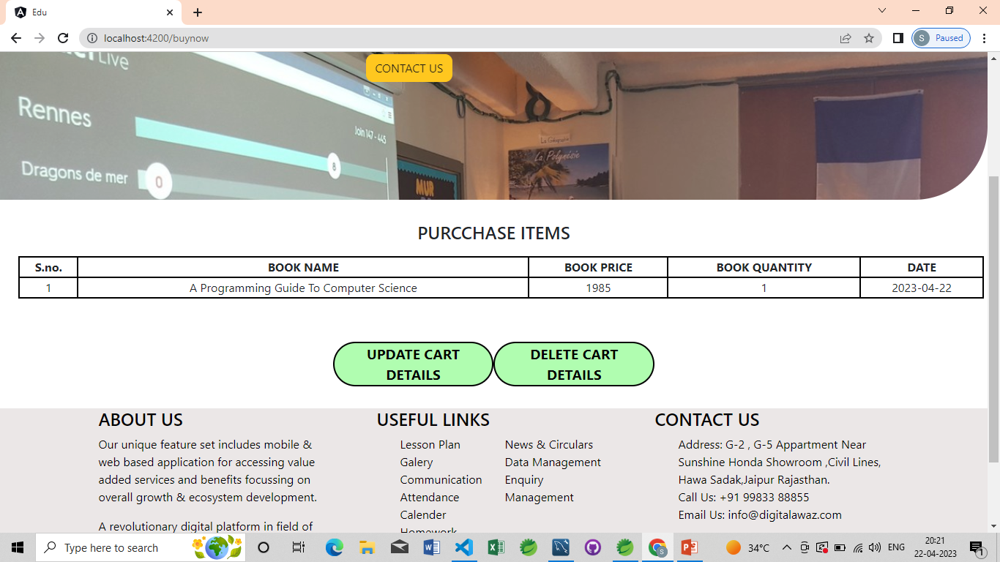 Edu
localhost:4200/buynow
Paused
S
Live
CONTACT US
Rennes
Join 147 - 445
8
Dragons de mer
0
La Polynésie
MUR
PURCCHASE ITEMS
S.no. BOOK NAME BOOK PRICE BOOK QUANTITY DATE
1 A Programming Guide To Computer Science 1985 1 2023-04-22
UPDATE CART
DETAILS
DELETE CART
DETAILS
ABOUT US
Our unique feature set includes mobile &
web based application for accessing value
added services and benefits focussing on
overall growth & ecosystem development.
A revolutionary digital platform in field of
USEFUL LINKS
Lesson Plan
Galery
Communication
Attendance
Calender
Homework
News & Circulars
Data Management
Enquiry
Management
CONTACT US
Address: G-2 , G-5 Appartment Near
Sunshine Honda Showroom ,Civil Lines,
Hawa Sadak,Jaipur Rajasthan.
Call Us: +91 99833 88855
Email Us: info@digitalawaz.com
Type here to search
34°C
ENG
20:21
22-04-2023
1